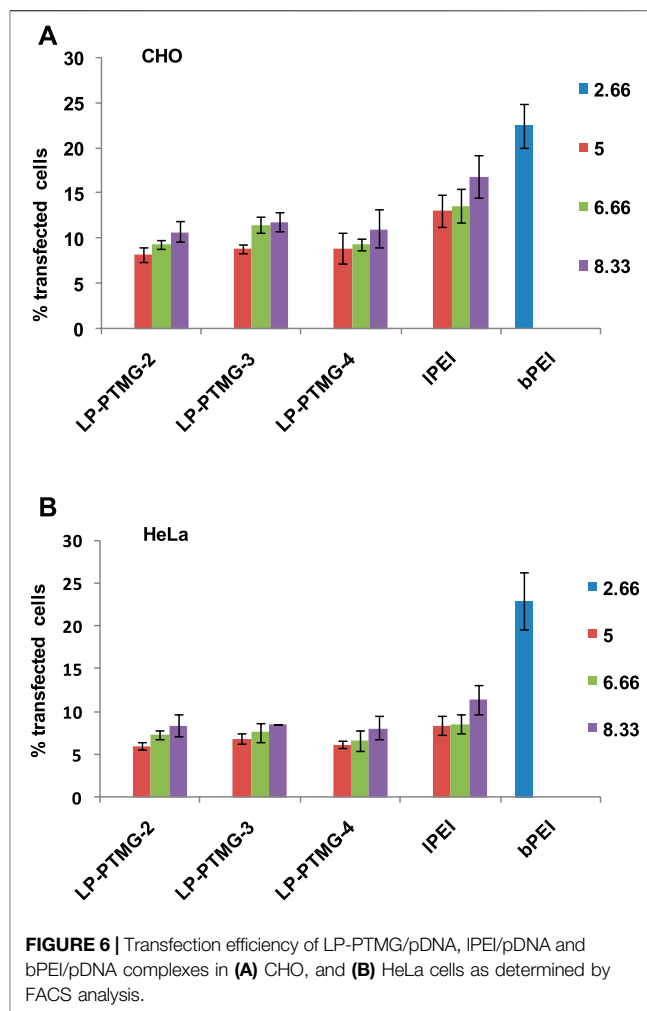 A
CHO
30
25
20
15
10
5
0
% transfected cells
LP-PTMG-2
LP-PTMG-3
LP-PTMG-4
lPEI
bPEI
2.66
5
6.66
8.33
B
HeLa
30
25
20
15
10
5
0
% transfected cells
LP-PTMG-2
LP-PTMG-3
LP-PTMG-4
lPEI
bPEI
2.66
5
6.66
8.33
FIGURE 6 | Transfection efficiency of LP-PTMG/pDNA, lPEI/pDNA and
bPEI/pDNA complexes in (A) CHO, and (B) HeLa cells as determined by
FACS analysis.